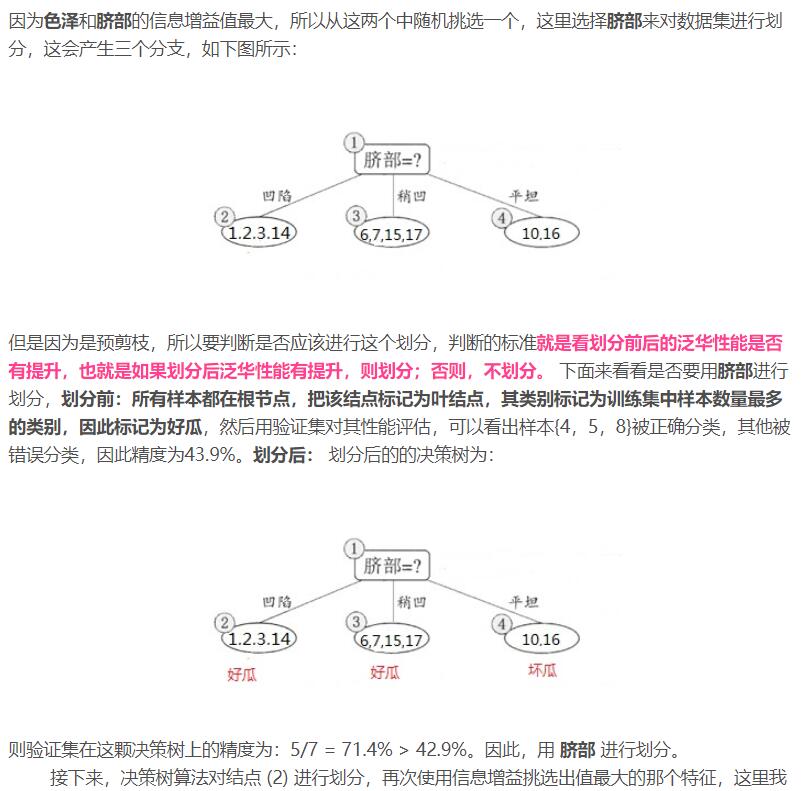 因为色泽和脐部的信息增益值最大，所以从这两个中随机挑选一个，这里选择脐部来对数据集进行划
分，这会产生三个分支，如下图所示：
1
脐部=?
凹陷 稍凹 平坦
2 3 4
1.2.3.14 6,7,15,17 10,16
但是因为是预剪枝，所以要判断是否应该进行这个划分，判断的标准就是看划分前后的泛华性能是否
有提升，也就是如果划分后泛华性能有提升，则划分；否则，不划分。 下面来看看是否要用脐部进行
划分，划分前：所有样本都在根节点，把该结点标记为叶结点，其类别标记为训练集中样本数量最多
的类别，因此标记为好瓜，然后用验证集对其性能评估，可以看出样本{4，5，8}被正确分类，其他被
错误分类，因此精度为43.9%。划分后： 划分后的的决策树为：
1
脐部=?
凹陷 稍凹 平坦
2 3 4
1.2.3.14 6,7,15,17 10,16
好瓜 好瓜 坏瓜
则验证集在这颗决策树上的精度为：5/7 = 71.4% > 42.9%。因此，用 脐部 进行划分。
接下来，决策树算法对结点 (2) 进行划分，再次使用信息增益挑选出值最大的那个特征，这里我